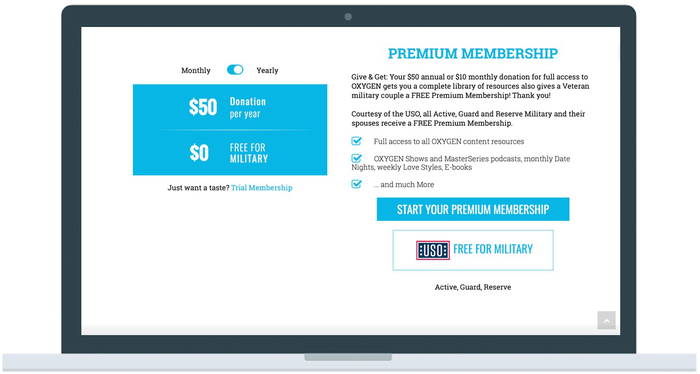 Monthly Yearly
$50 Donation
per year
$0 FREE FOR
MILITARY
Just want a taste? Trial Membership
PREMIUM MEMBERSHIP
Give & Get: Your $50 annual or $10 monthly donation for full access to
OXYGEN gets you a complete library of resources also gives a Veteran
military couple a FREE Premium Membership! Thank you!
Courtesy of the USO, all Active, Guard and Reserve Military and their
spouses receive a FREE Premium Membership.
Full access to all OXYGEN content resources
OXYGEN Shows and MasterSeries podcasts, monthly Date
Nights, weekly Love Styles, E-books
... and much More
START YOUR PREMIUM MEMBERSHIP
USO FREE FOR MILITARY
Active, Guard, Reserve